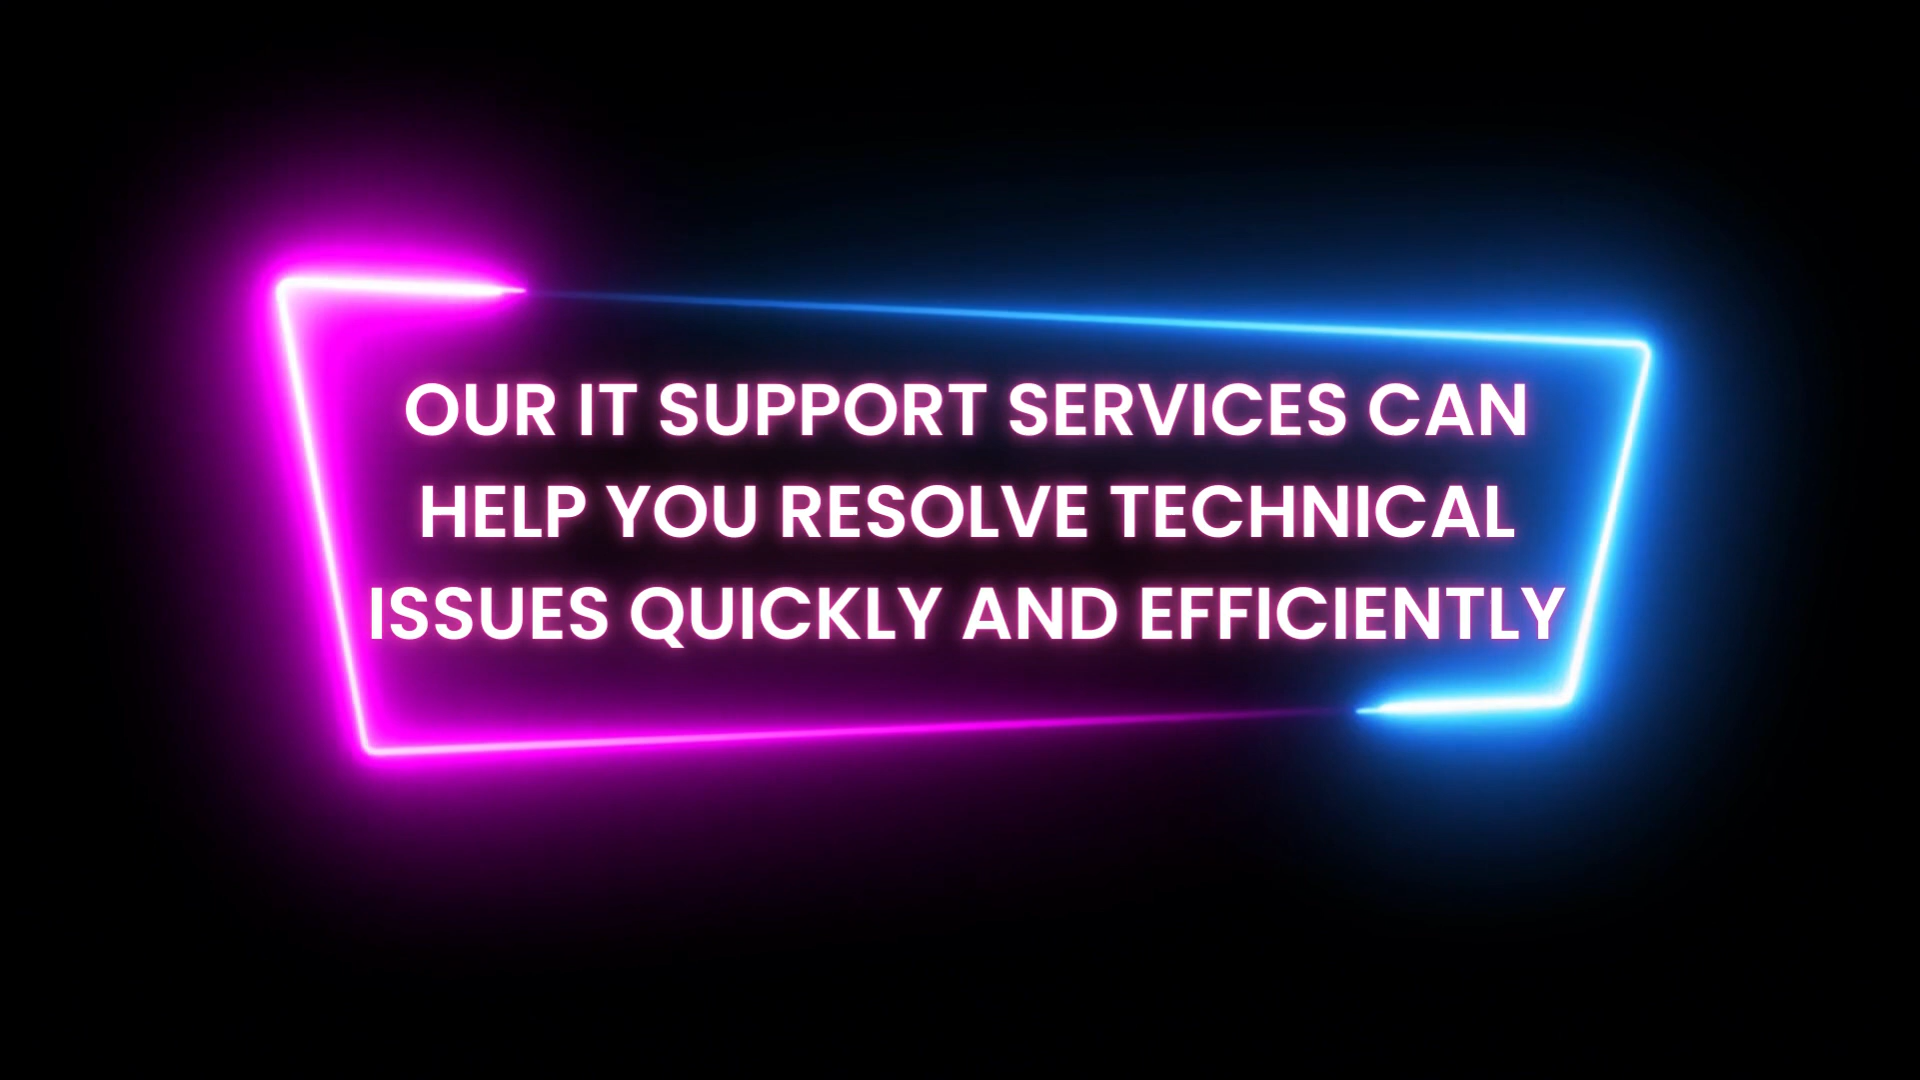 OUR IT SUPPORT SERVICES CAN
HELP YOU RESOLVE TECHNICAL
ISSUES QUICKLY AND EFFICIENTLY